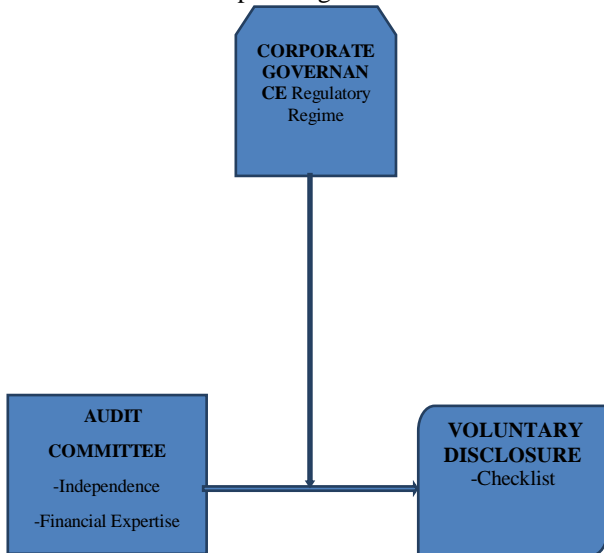 CORPORATE
GOVERNAN
CE Regulatory
Regime
AUDIT
COMMITTEE
-Independence
-Financial Expertise
VOLUNTARY
DISCLOSURE
-Checklist